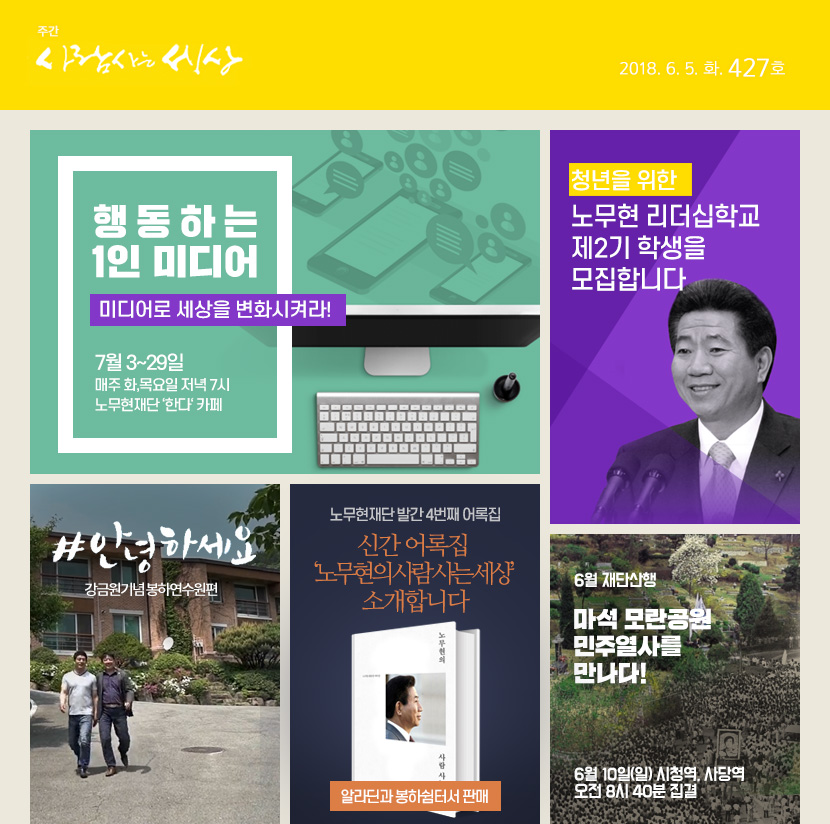 주간
사람사는 세상
2018. 6. 5. 화. 427호
행동하는
1인 미디어
미디어로 세상을 변화시켜라!
7월 3~29일
매주 화,목요일 저녁 7시
노무현재단 '한다' 카페
청년을 위한
노무현 리더십학교
제2기 학생을
모집합니다
#안녕하세요
강금원기념 봉하연수원편
노무현재단 발간 4번째 어록집
신간 어록집
'노무현의 사람사는세상'
소개합니다
노무현의
사람 사
알라딘과 봉하쉼터서 판매
6월 재단산행
마석 모란공원
민주열사를
만나다!
6월 10일(일) 시청역, 사당역
오전 8시 40분 집결